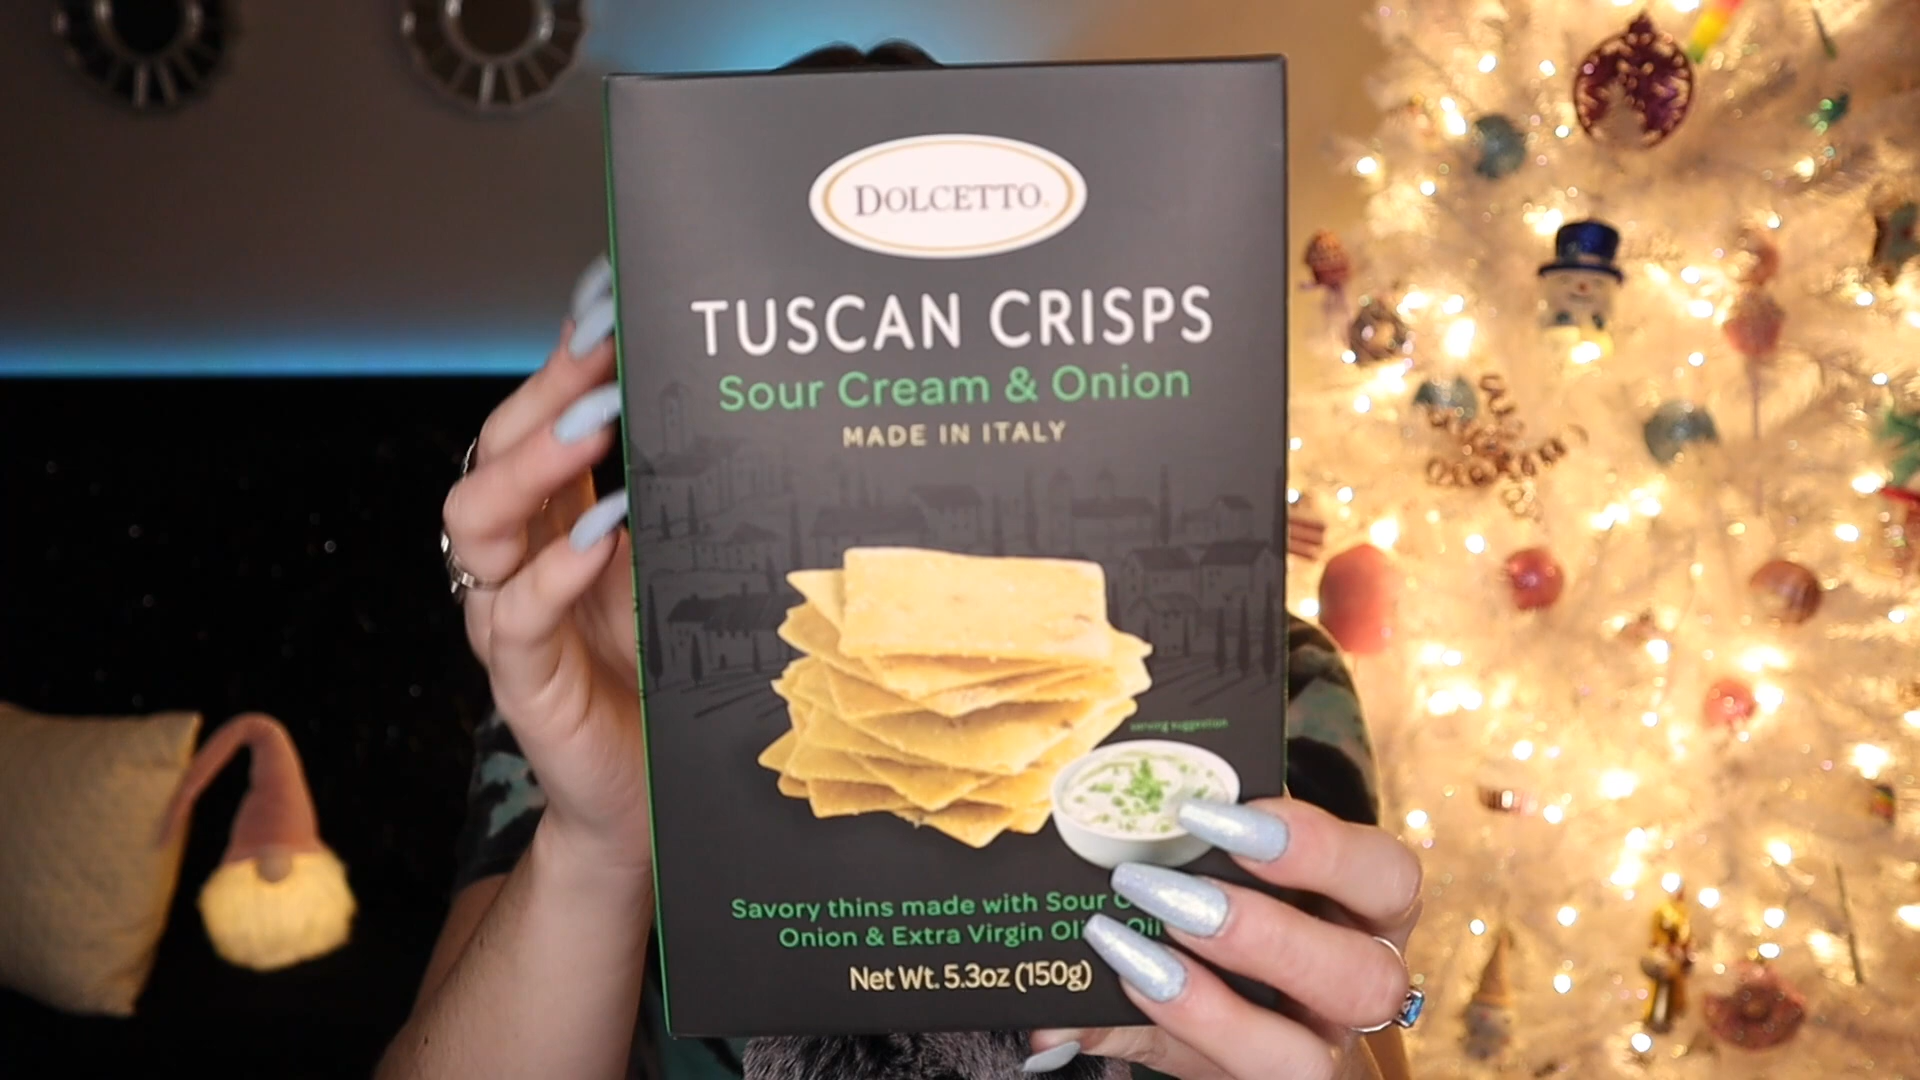 DOLCETTO
TUSCAN CRISPS
Sour Cream & Onion
MADE IN ITALY
serving suggestion
Savory thins made with Sour
Onion & Extra Virgin Oil
Net Wt. 5.3oz (150g)